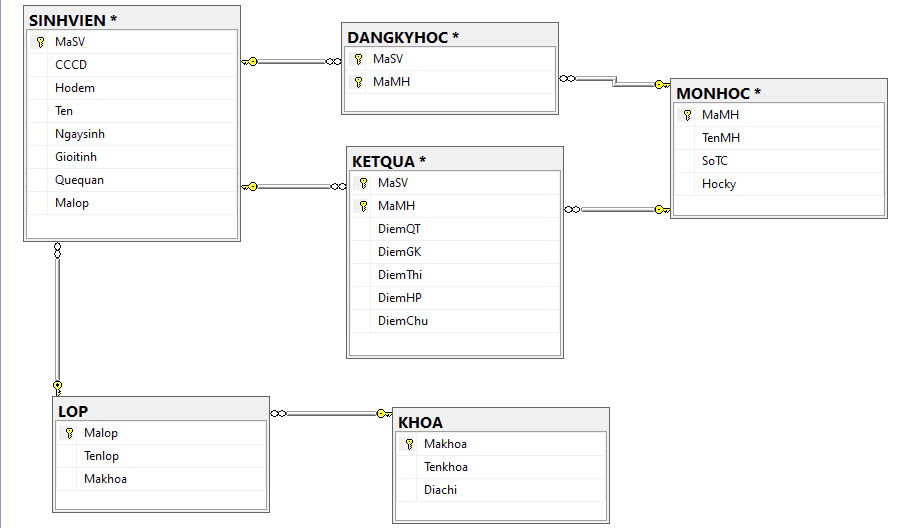 SINHVIEN *
MaSV
CCCD
Hodem
Ten
Ngaysinh
Gioitinh
Quequan
Malop
DANGKYHOC *
MaSV
MaMH
MONHOC *
MaMH
TenMH
SoTC
Hocky
KETQUA *
MaSV
MaMH
DiemQT
DiemGK
DiemThi
DiemHP
DiemChu
LOP
Malop
Tenlop
Makhoa
KHOA
Makhoa
Tenkhoa
Diachi